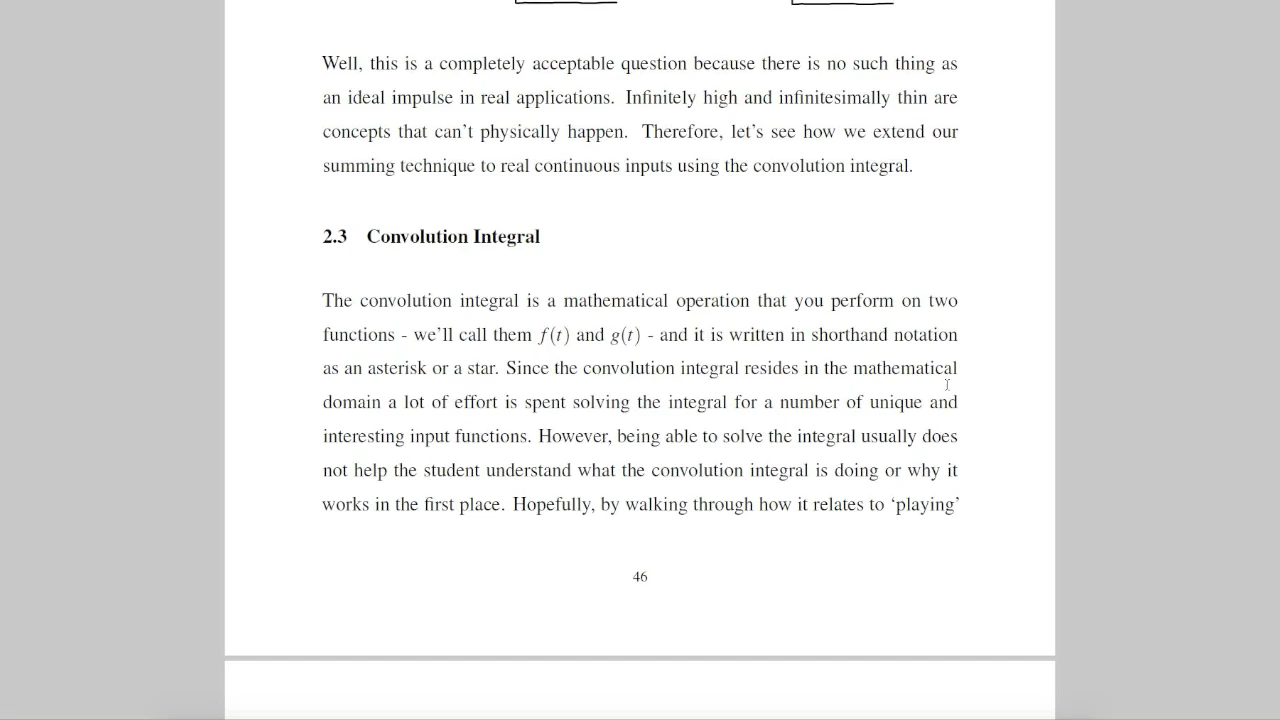 Well, this is a completely acceptable question because there is no such thing as
an ideal impulse in real applications. Infinitely high and infinitesimally thin are
concepts that can't physically happen. Therefore, let's see how we extend our
summing technique to real continuous inputs using the convolution integral.
2.3 Convolution Integral
The convolution integral is a mathematical operation that you perform on two
functions - we'll call them f(t) and g(t) - and it is written in shorthand notation
as an asterisk or a star. Since the convolution integral resides in the mathematical
domain a lot of effort is spent solving the integral for a number of unique and
interesting input functions. However, being able to solve the integral usually does
not help the student understand what the convolution integral is doing or why it
works in the first place. Hopefully, by walking through how it relates to ‘playing’
46